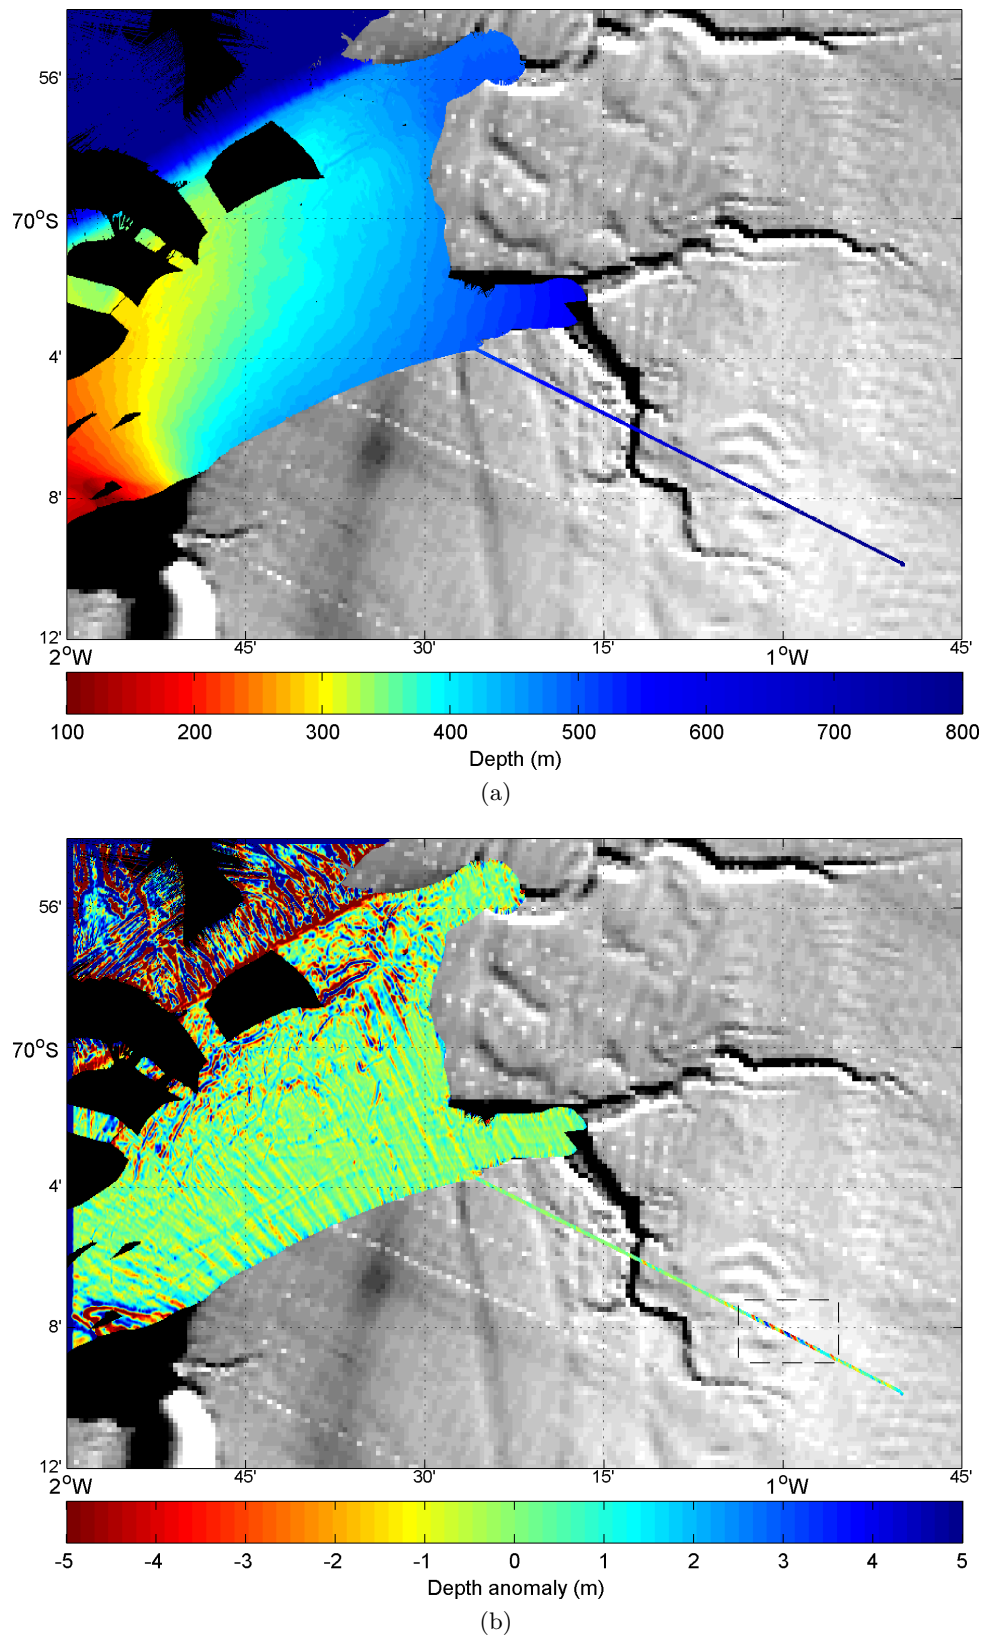 56'
70°S
4'
8'
12'
2°W 45' 30' 15' 1°W 45'
100 200 300 400 500 600 700 800
Depth (m)
(a)
56'
70°S
4'
8'
12'
2°W 45' 30' 15' 1°W 45'
-5 -4 -3 -2 -1 0 1 2 3 4 5
Depth anomaly (m)
(b)